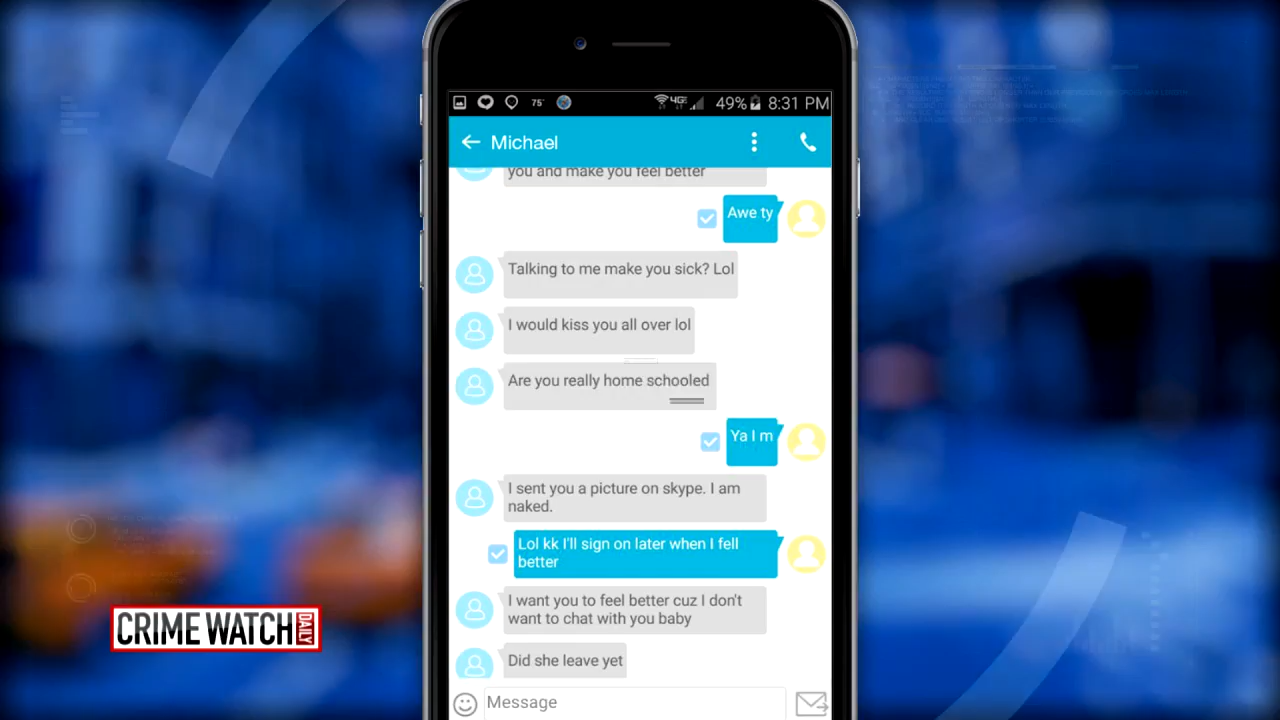 75°
4G
49%
8:31 PM
Michael
you and make you feel better
Awe ty
Talking to me make you sick? Lol
I would kiss you all over lol
Are you really home schooled
Ya I m
I sent you a picture on skype. I am
naked.
Lol kk I'll sign on later when I fell
better
I want you to feel better cuz I don't
want to chat with you baby
Did she leave yet
Message
CRIME WATCH
DAILY